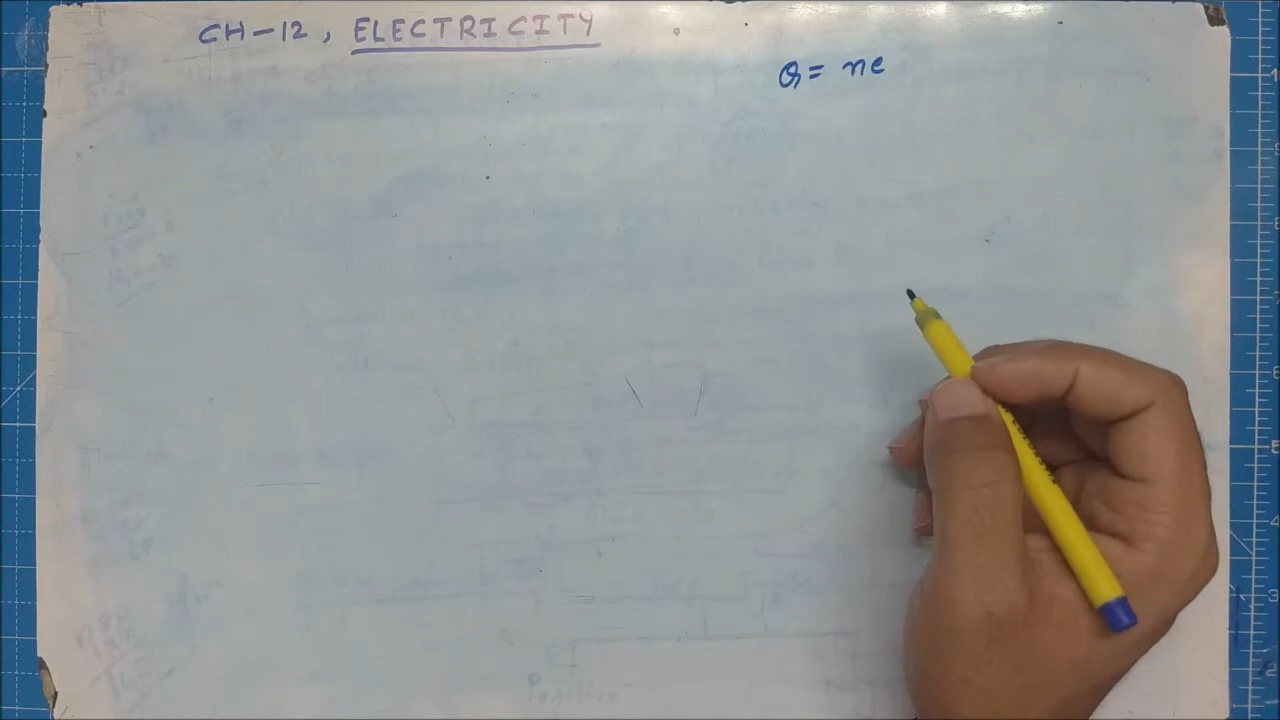 CH-12, ELECTRICITY
Q = ne